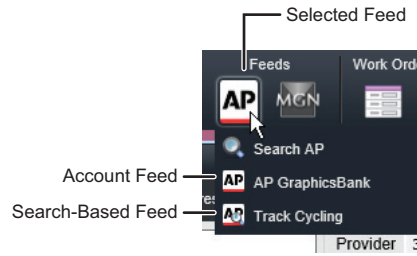 Selected Feed
Feeds Work Ord
AP MGN
Search AP
Account Feed AP AP GraphicsBank
Search-Based Feed AP Track Cycling
Provider 3